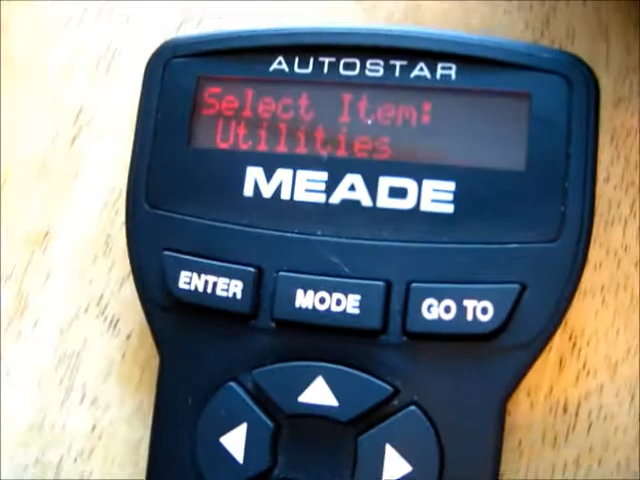 AUTOSTAR
Select Item:
Utilities
MEADE
ENTER MODE GO TO